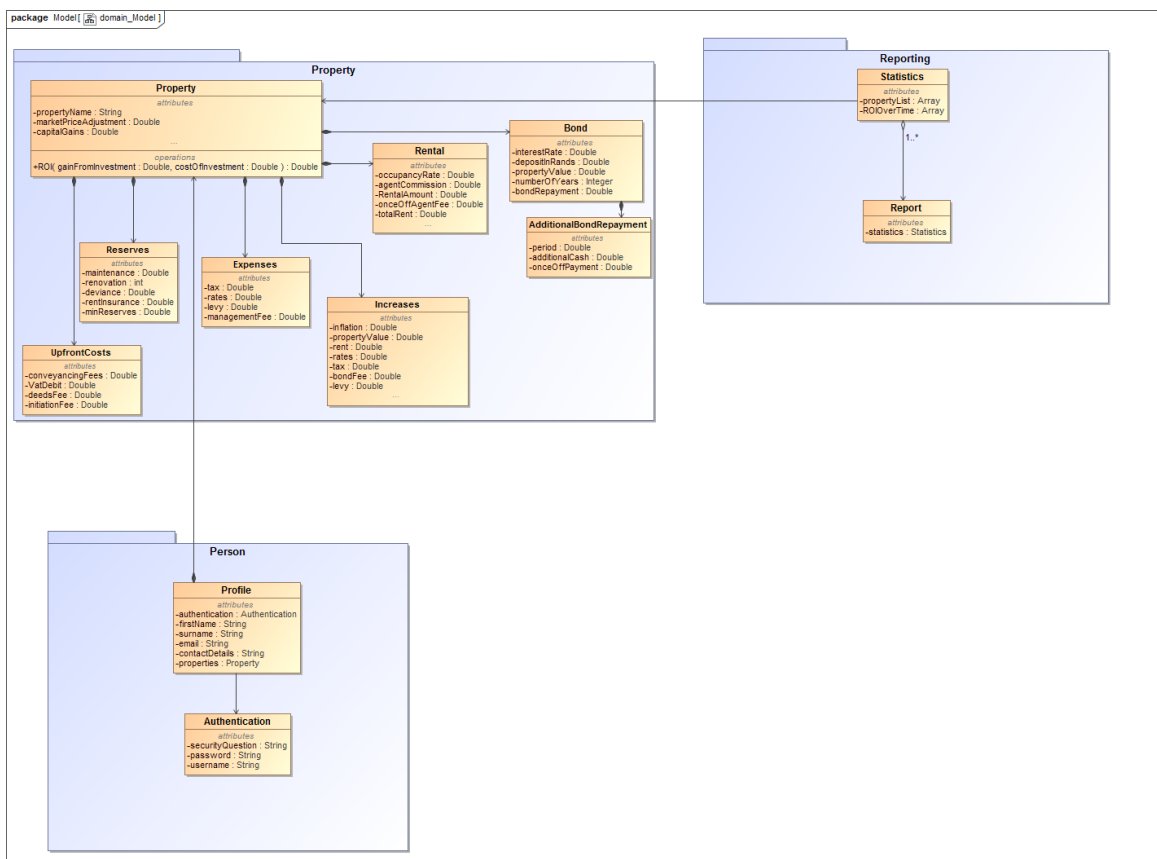 package Model [ domain_Model ]
Property
Property
attributes
-propertyName : String
-marketPriceAdjustment : Double
-capitalGains : Double
...
operations
+ROI( gainFromInvestment : Double, costOfInvestment : Double ) : Double
Rental
attributes
-occupancyRate : Double
-agentCommission : Double
-RentalAmount : Double
-onceOffAgentFee : Double
-totalRent : Double
...
Bond
attributes
-interestRate : Double
-depositInRands : Double
-propertyValue : Double
-numberOfYears : Integer
-bondRepayment : Double
AdditionalBondRepayment
attributes
-period : Double
-additionalCash : Double
-onceOffPayment : Double
Reserves
attributes
-maintenance : Double
-renovation : int
-deviance : Double
-rentInsurance : Double
-minReserves : Double
Expenses
attributes
-tax : Double
-rates : Double
-levy : Double
-managementFee : Double
Increases
attributes
-inflation : Double
-propertyValue : Double
-rent : Double
-rates : Double
-tax : Double
-bondFee : Double
-levy : Double
...
UpfrontCosts
attributes
-conveyancingFees : Double
-VatDebit : Double
-deedsFee : Double
-initiationFee : Double
Reporting
Statistics
attributes
-propertyList : Array
-ROIOverTime : Array
1..*
Report
attributes
-statistics : Statistics
Person
Profile
attributes
-authentication : Authentication
-firstName : String
-surname : String
-email : String
-contactDetails : String
-properties : Property
Authentication
attributes
-securityQuestion : String
-password : String
-username : String